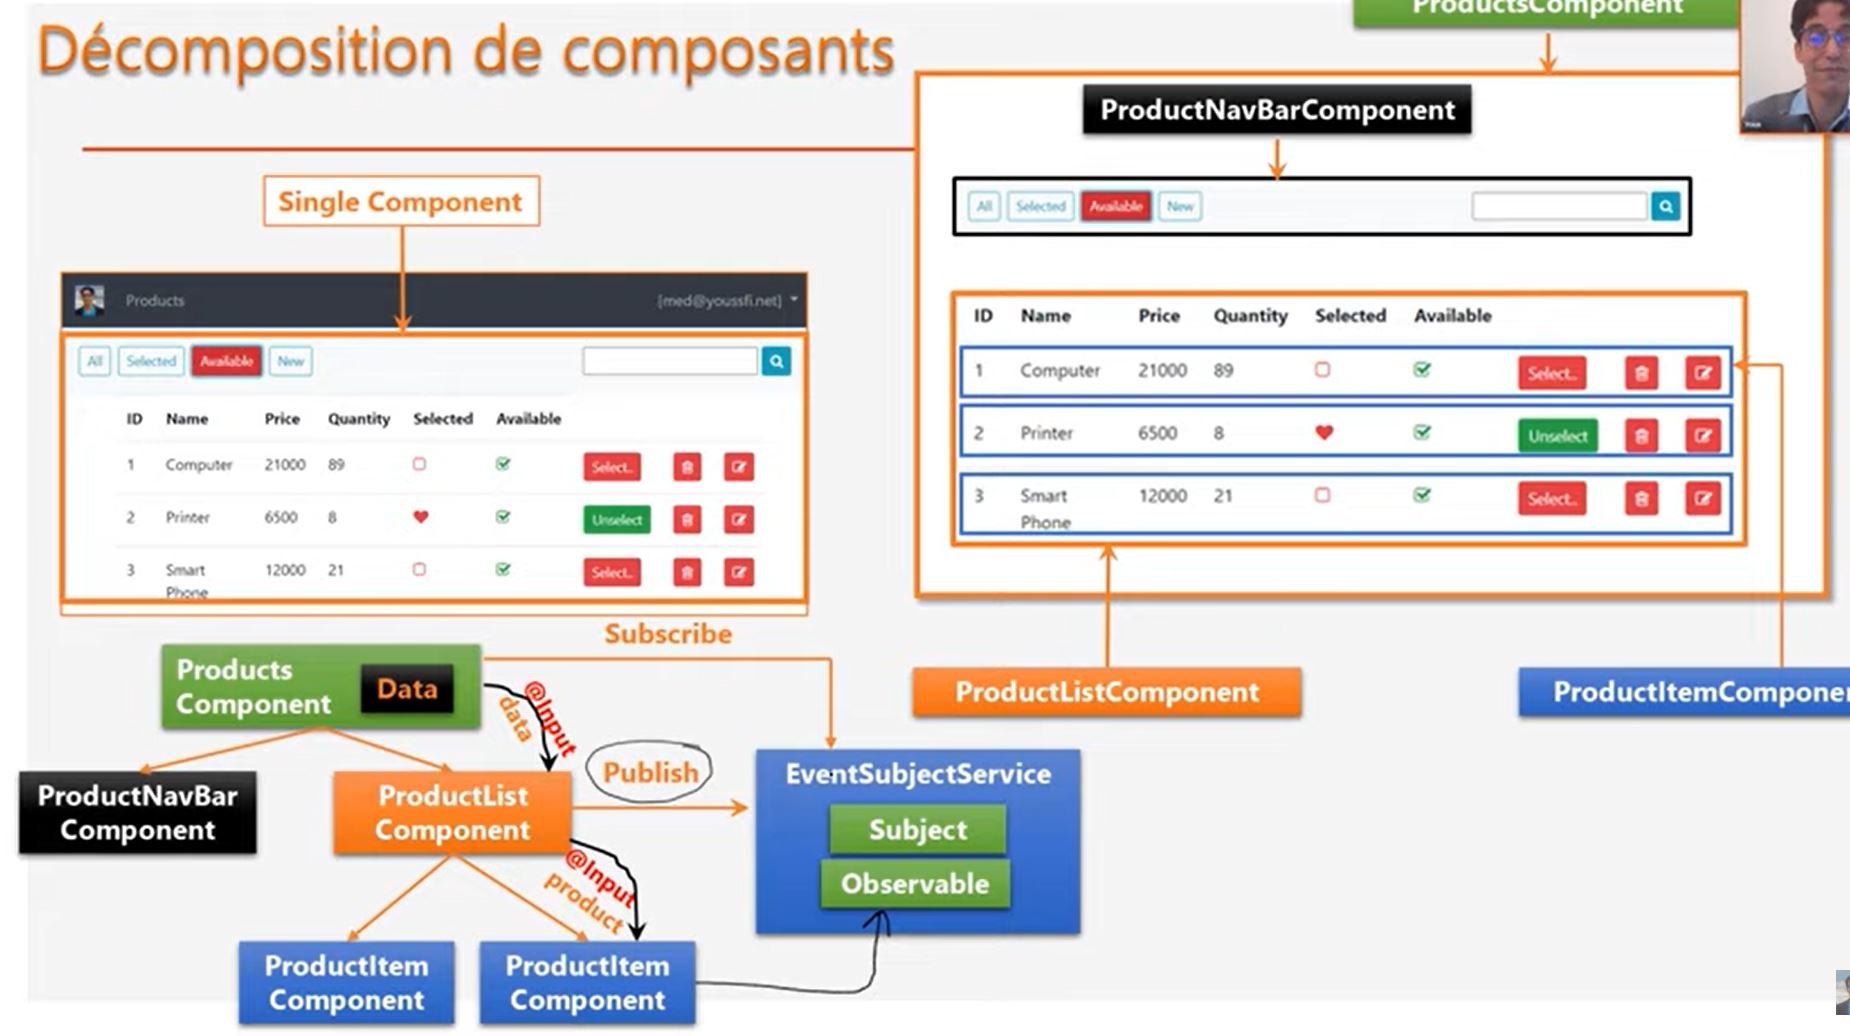 Décomposition de composants
ProductsComponent
ProductNavBarComponent
All Selected Available New
ID Name Price Quantity Selected Available
1 Computer 21000 89 Select..
2 Printer 6500 8 Unselect
3 Smart Phone 12000 21 Select..
ProductListComponent
ProductItemComponen
Single Component
Products [med@youssfi.net]
All Selected Available New
ID Name Price Quantity Selected Available
1 Computer 21000 89 Select..
2 Printer 6500 8 Unselect
3 Smart Phone 12000 21 Select..
Subscribe
Products
Component
Data
@Input
data
Publish
ProductNavBar
Component
ProductList
Component
@Input
product
ProductItem
Component
ProductItem
Component
EventSubjectService
Subject
Observable